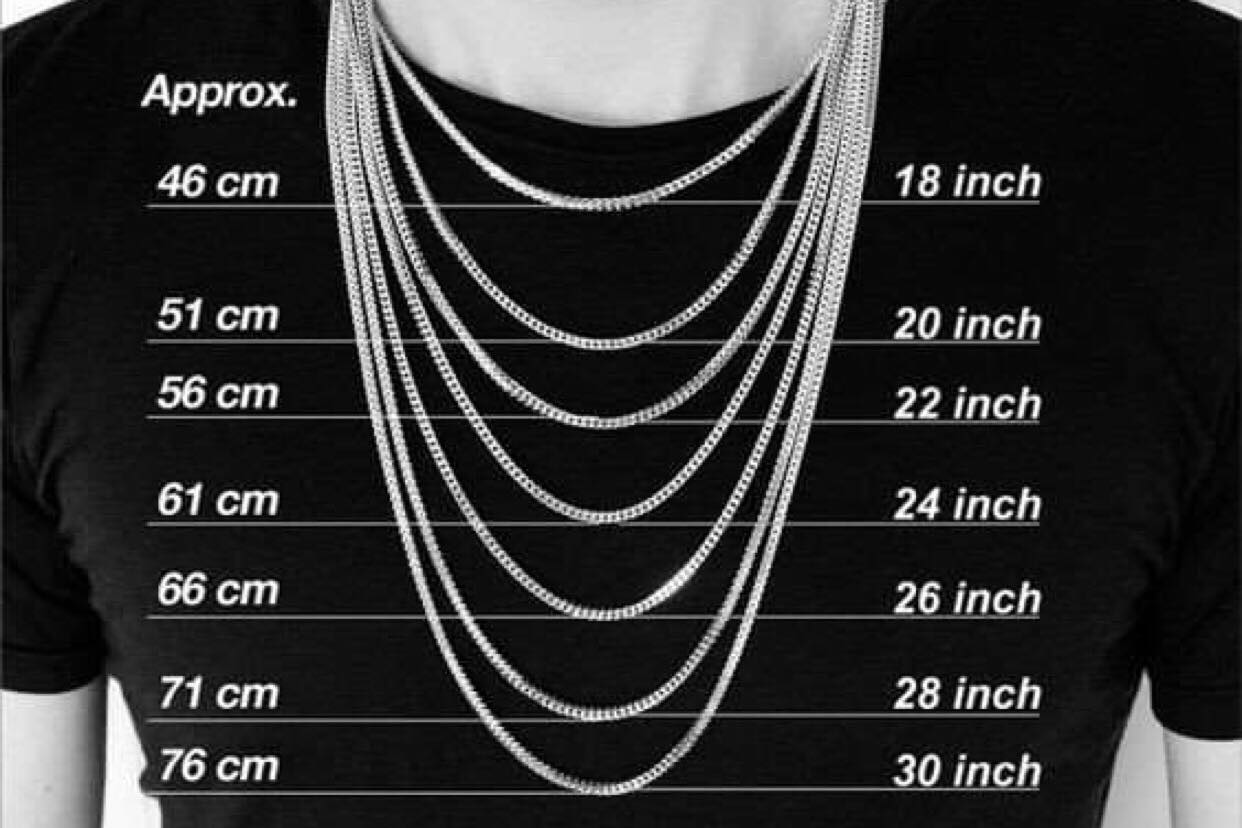 Approx.
46 cm 18 inch
51 cm 20 inch
56 cm 22 inch
61 cm 24 inch
66 cm 26 inch
71 cm 28 inch
76 cm 30 inch